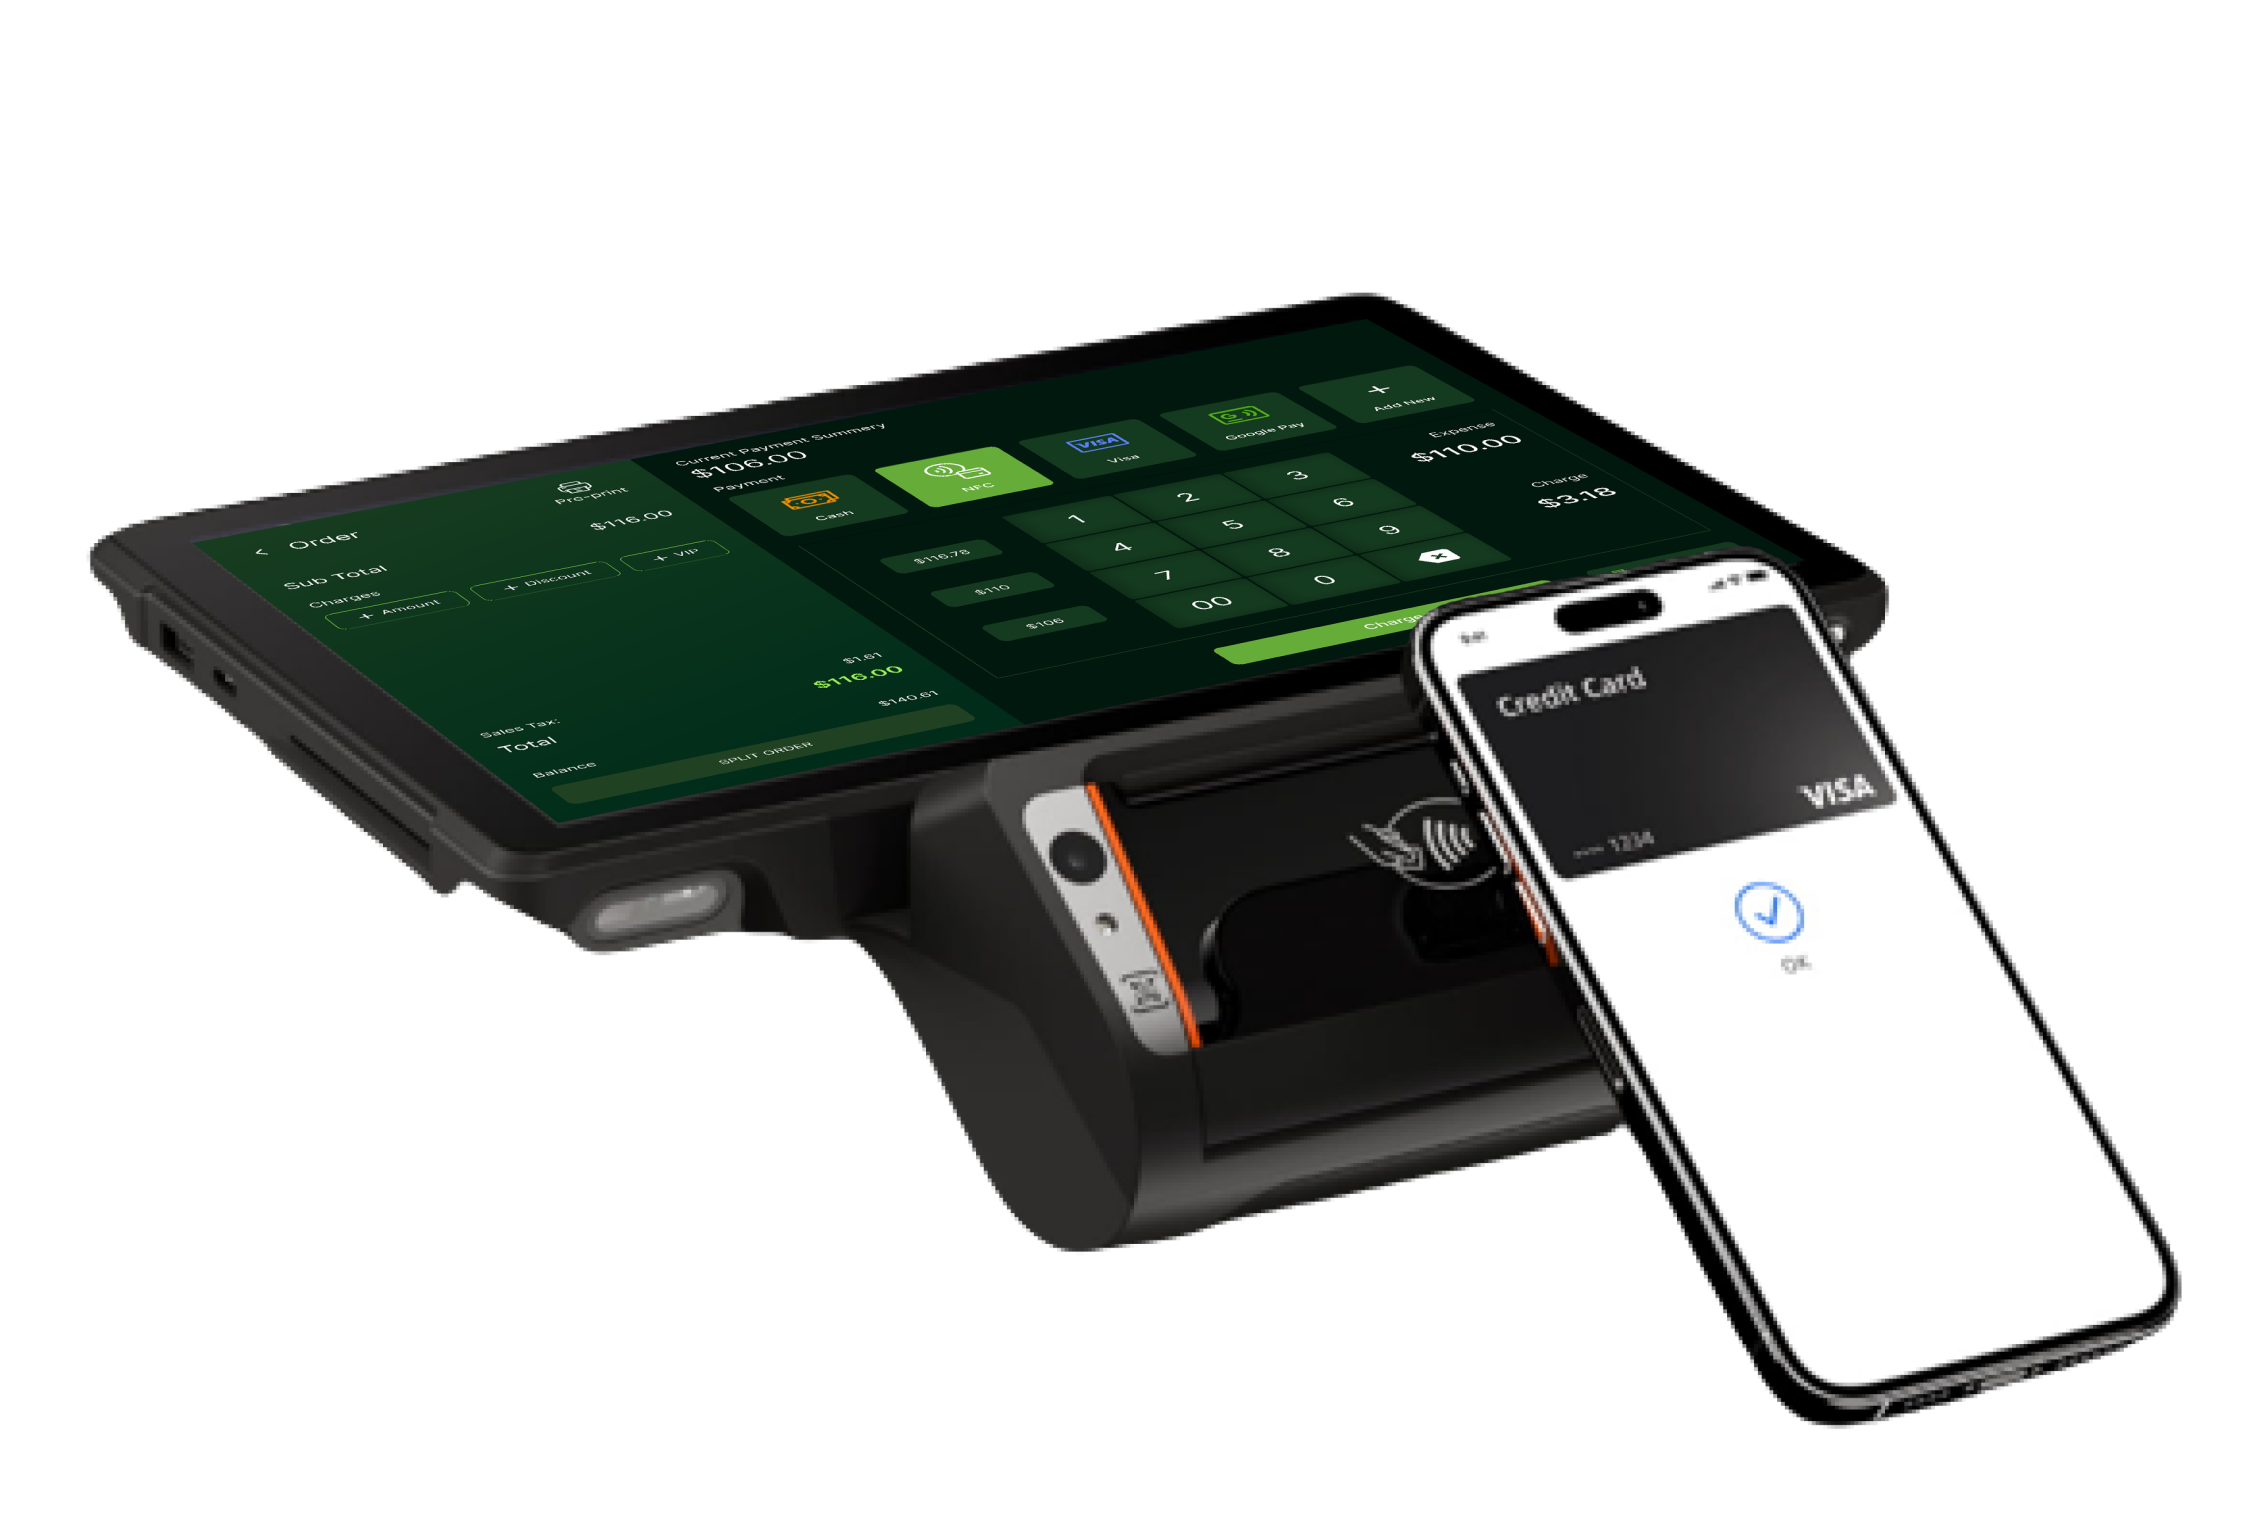 < Order
Pre-print
Sub Total
$116.00
Charges
+ Amount
+ Discount
+ VIP
Sales Tax:
$1.61
Total
$116.00
Balance
$140.61
SPLIT ORDER
Current Payment Summery
$106.00
Payment
Cash
NFC
VISA
Visa
G
Google Pay
+
Add New
$116.78
$110
$106
1 2 3
4 5 6
7 8 9
00 0
Expense
$110.00
Charge
$3.18
Charge
Credit Card
VISA
1234
OK